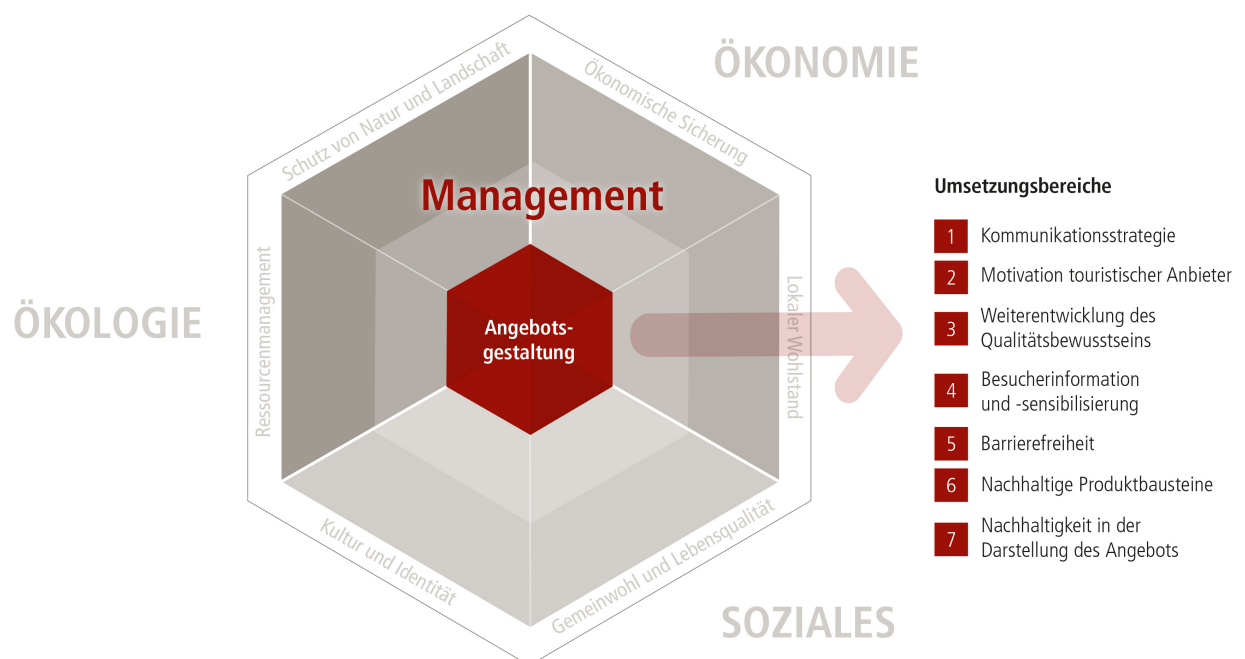 ÖKONOMIE
Schutz von Natur und Landschaft
Ökonomische Sicherung
Management
ÖKOLOGIE
Ressourcenmanagement
Angebots-
gestaltung
Lokaler Wohlstand
Kultur und Identität
Gemeinwohl und Lebensqualität
SOZIALES
Umsetzungsbereiche
1 Kommunikationsstrategie
2 Motivation touristischer Anbieter
3 Weiterentwicklung des
Qualitätsbewusstseins
4 Besucherinformation
und -sensibilisierung
5 Barrierefreiheit
6 Nachhaltige Produktbausteine
7 Nachhaltigkeit in der
Darstellung des Angebots